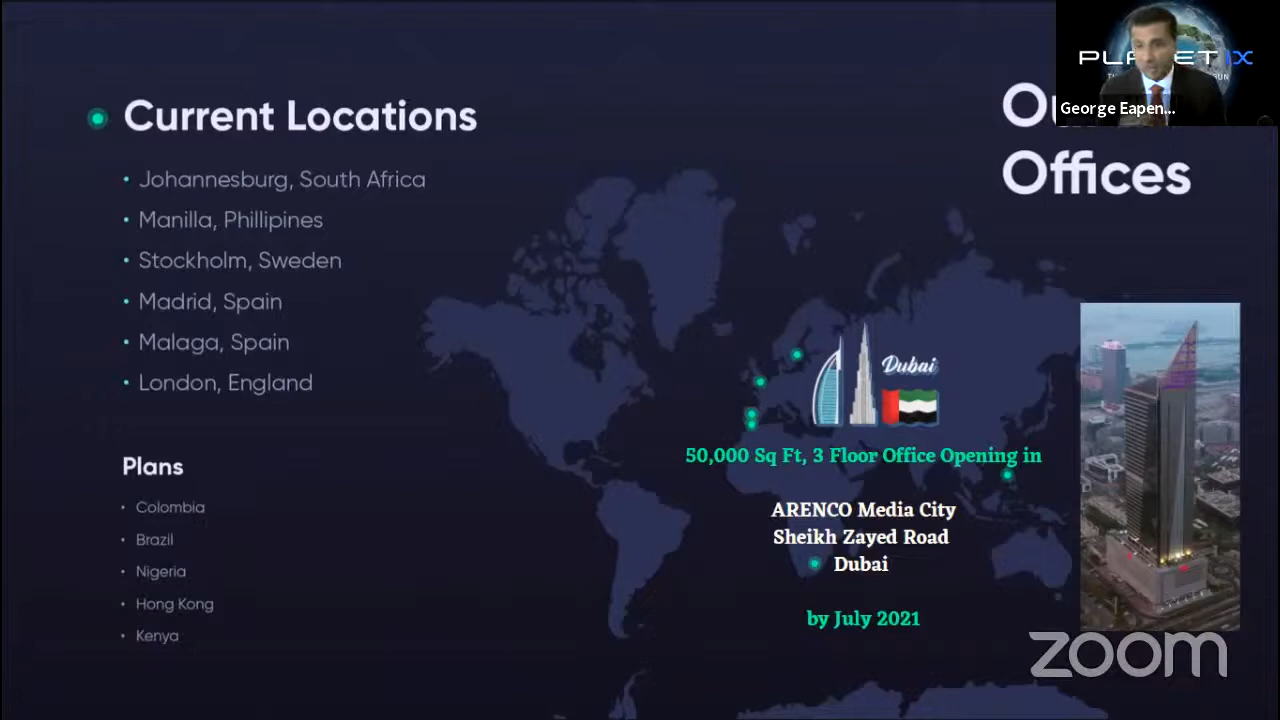 Current Locations
Johannesburg, South Africa
Manilla, Phillipines
Stockholm, Sweden
Madrid, Spain
Malaga, Spain
London, England
Plans
Colombia
Brazil
Nigeria
Hong Kong
Kenya
George Eapen...
Offices
Dubai
50,000 Sq Ft, 3 Floor Office Opening in
ARENCO Media City
Sheikh Zayed Road
Dubai
by July 2021
zoom